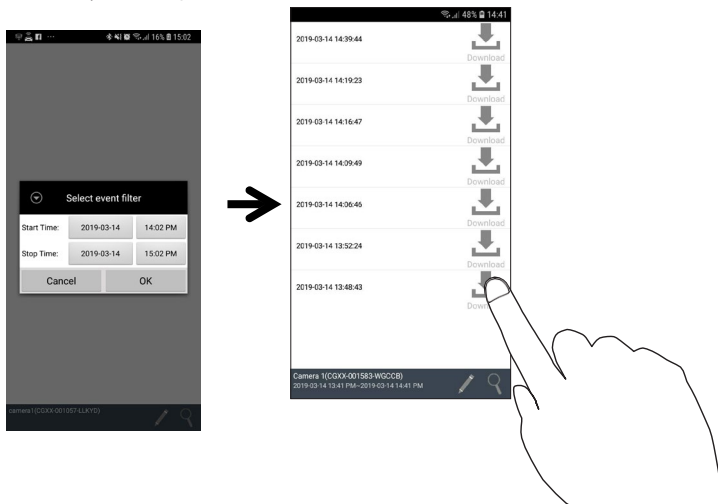 16% 15:02
Select event filter
Start Time: 2019-03-14 14:02 PM
Stop Time: 2019-03-14 15:02 PM
Cancel OK
camera1(CGXX-001057-LLKYD)
48% 14:41
2019-03-14 14:39:44
Download
2019-03-14 14:19:23
Download
2019-03-14 14:16:47
Download
2019-03-14 14:09:49
Download
2019-03-14 14:06:46
Download
2019-03-14 13:52:24
Download
2019-03-14 13:48:43
Camera 1(CGXX-001583-WGCCB)
2019-03-14 13:41 PM~2019-03-14 14:41 PM